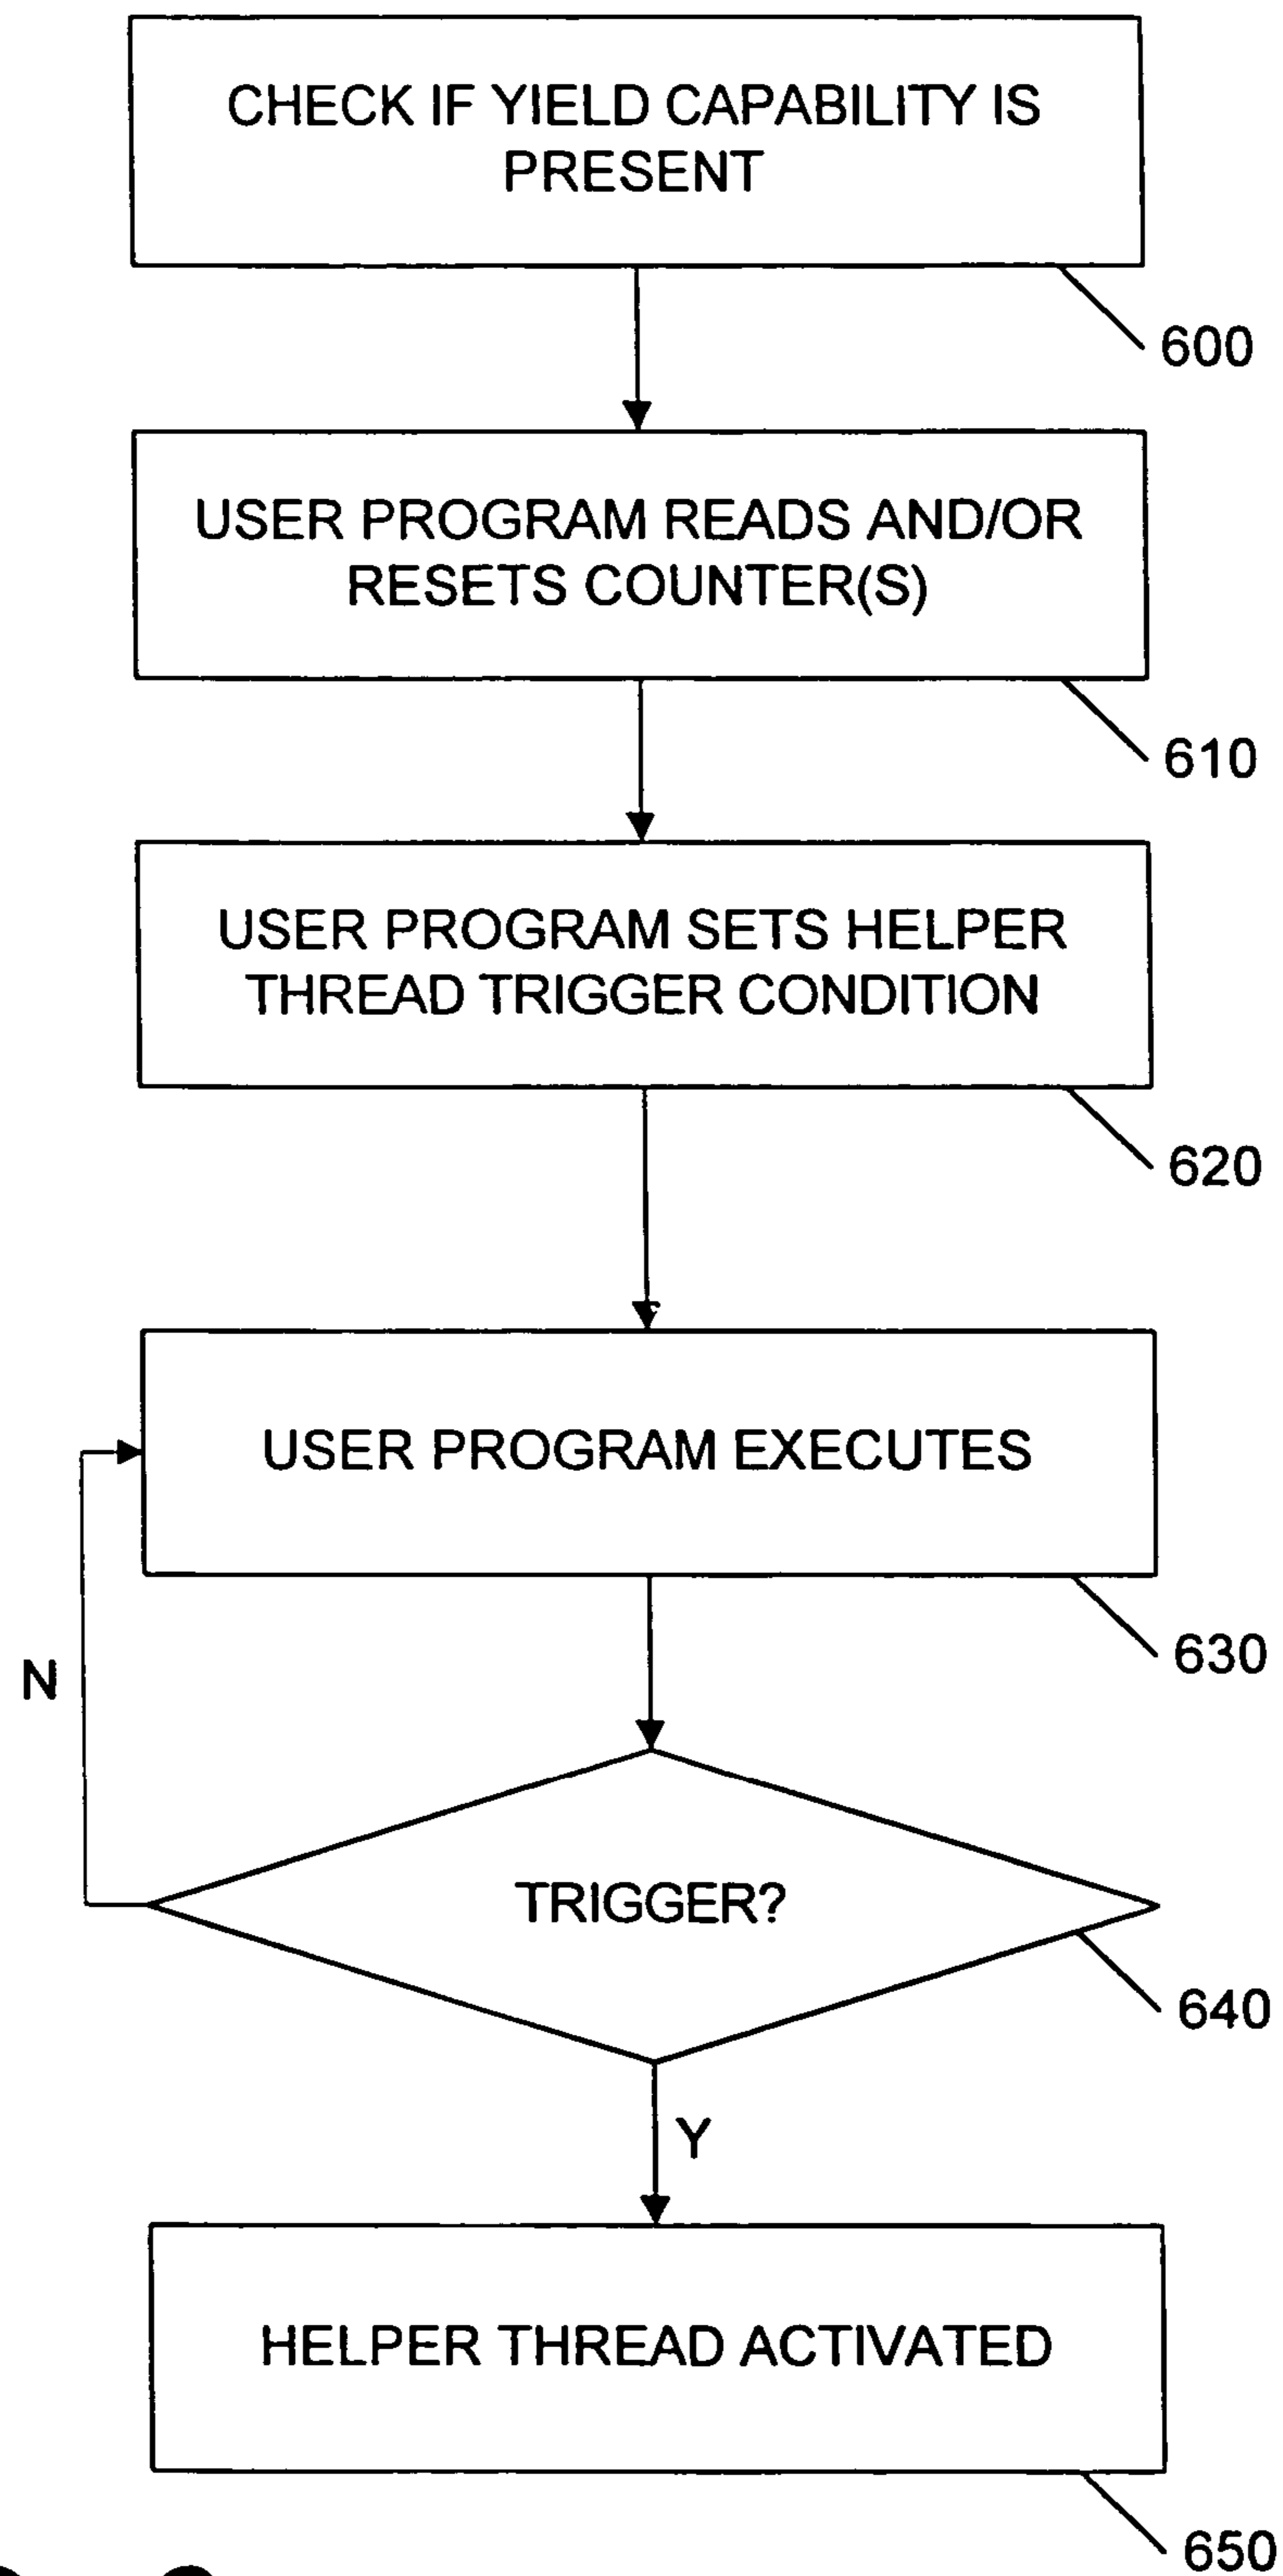 CHECK IF YIELD CAPABILITY IS
PRESENT
600
USER PROGRAM READS AND/OR
RESETS COUNTER(S)
610
USER PROGRAM SETS HELPER
THREAD TRIGGER CONDITION
620
USER PROGRAM EXECUTES
630
N
TRIGGER?
640
Y
HELPER THREAD ACTIVATED
650